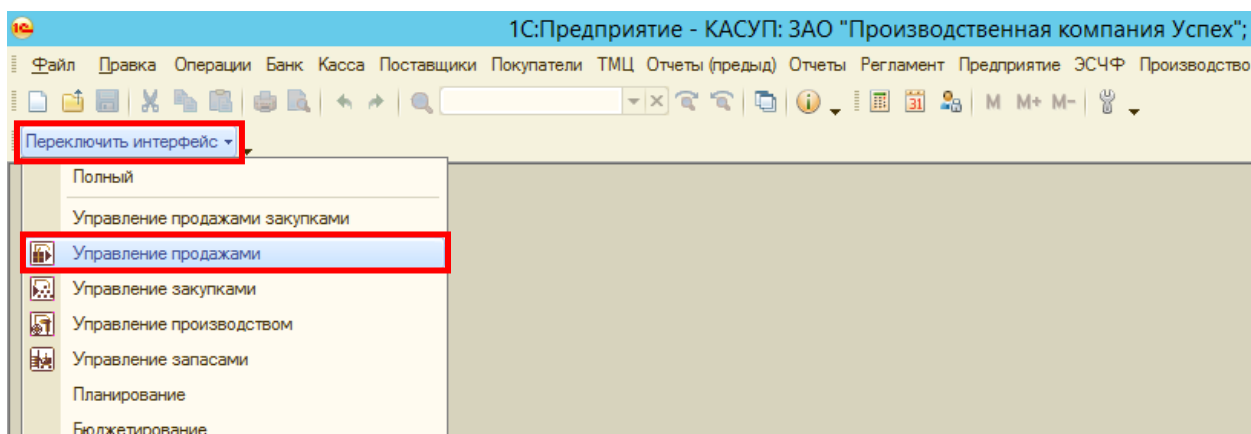 1С:Предприятие - КАСУП: ЗАО "Производственная компания Успех";
Файл Правка Операции Банк Касса Поставщики Покупатели ТМЦ Отчеты (предыд) Отчеты Регламент Предприятие ЭСЧФ Производство
31 M M+ M-
Переключить интерфейс
Полный
Управление продажами закупками
Управление продажами
Управление закупками
Управление производством
Управление запасами
Планирование
Бюджетирование